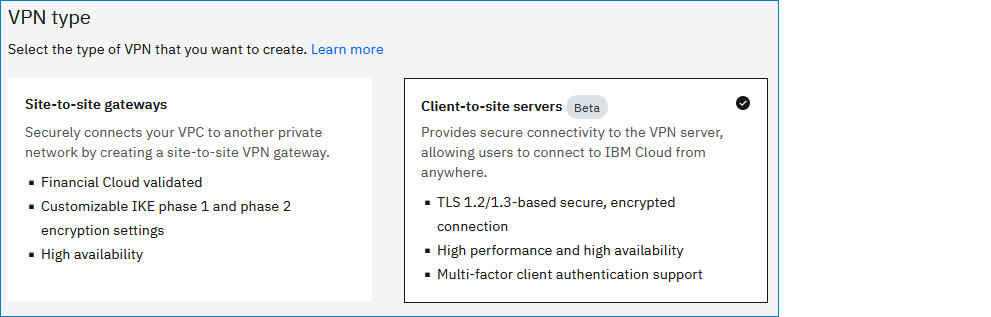 VPN type
Select the type of VPN that you want to create. Learn more
Site-to-site gateways
Securely connects your VPC to another private
network by creating a site-to-site VPN gateway.
▪ Financial Cloud validated
▪ Customizable IKE phase 1 and phase 2
encryption settings
▪ High availability
Client-to-site servers Beta
Provides secure connectivity to the VPN server,
allowing users to connect to IBM Cloud from
anywhere.
▪ TLS 1.2/1.3-based secure, encrypted
connection
▪ High performance and high availability
▪ Multi-factor client authentication support